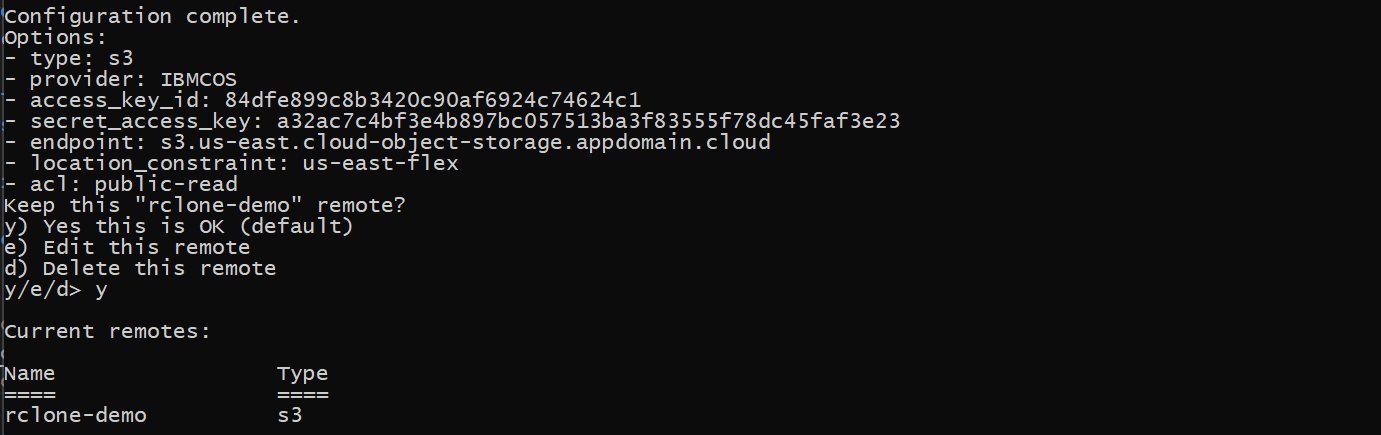 Configuration complete.
Options:
- type: s3
- provider: IBMCOS
- access_key_id: 84dfe899c8b3420c90af6924c74624c1
- secret_access_key: a32ac7c4bf3e4b897bc057513ba3f83555f78dc45faf3e23
- endpoint: s3.us-east.cloud-object-storage.appdomain.cloud
- location_constraint: us-east-flex
- acl: public-read
Keep this "rclone-demo" remote?
y) Yes this is OK (default)
e) Edit this remote
d) Delete this remote
y/e/d> y
Current remotes:
Name                 Type
====                 ====
rclone-demo          s3